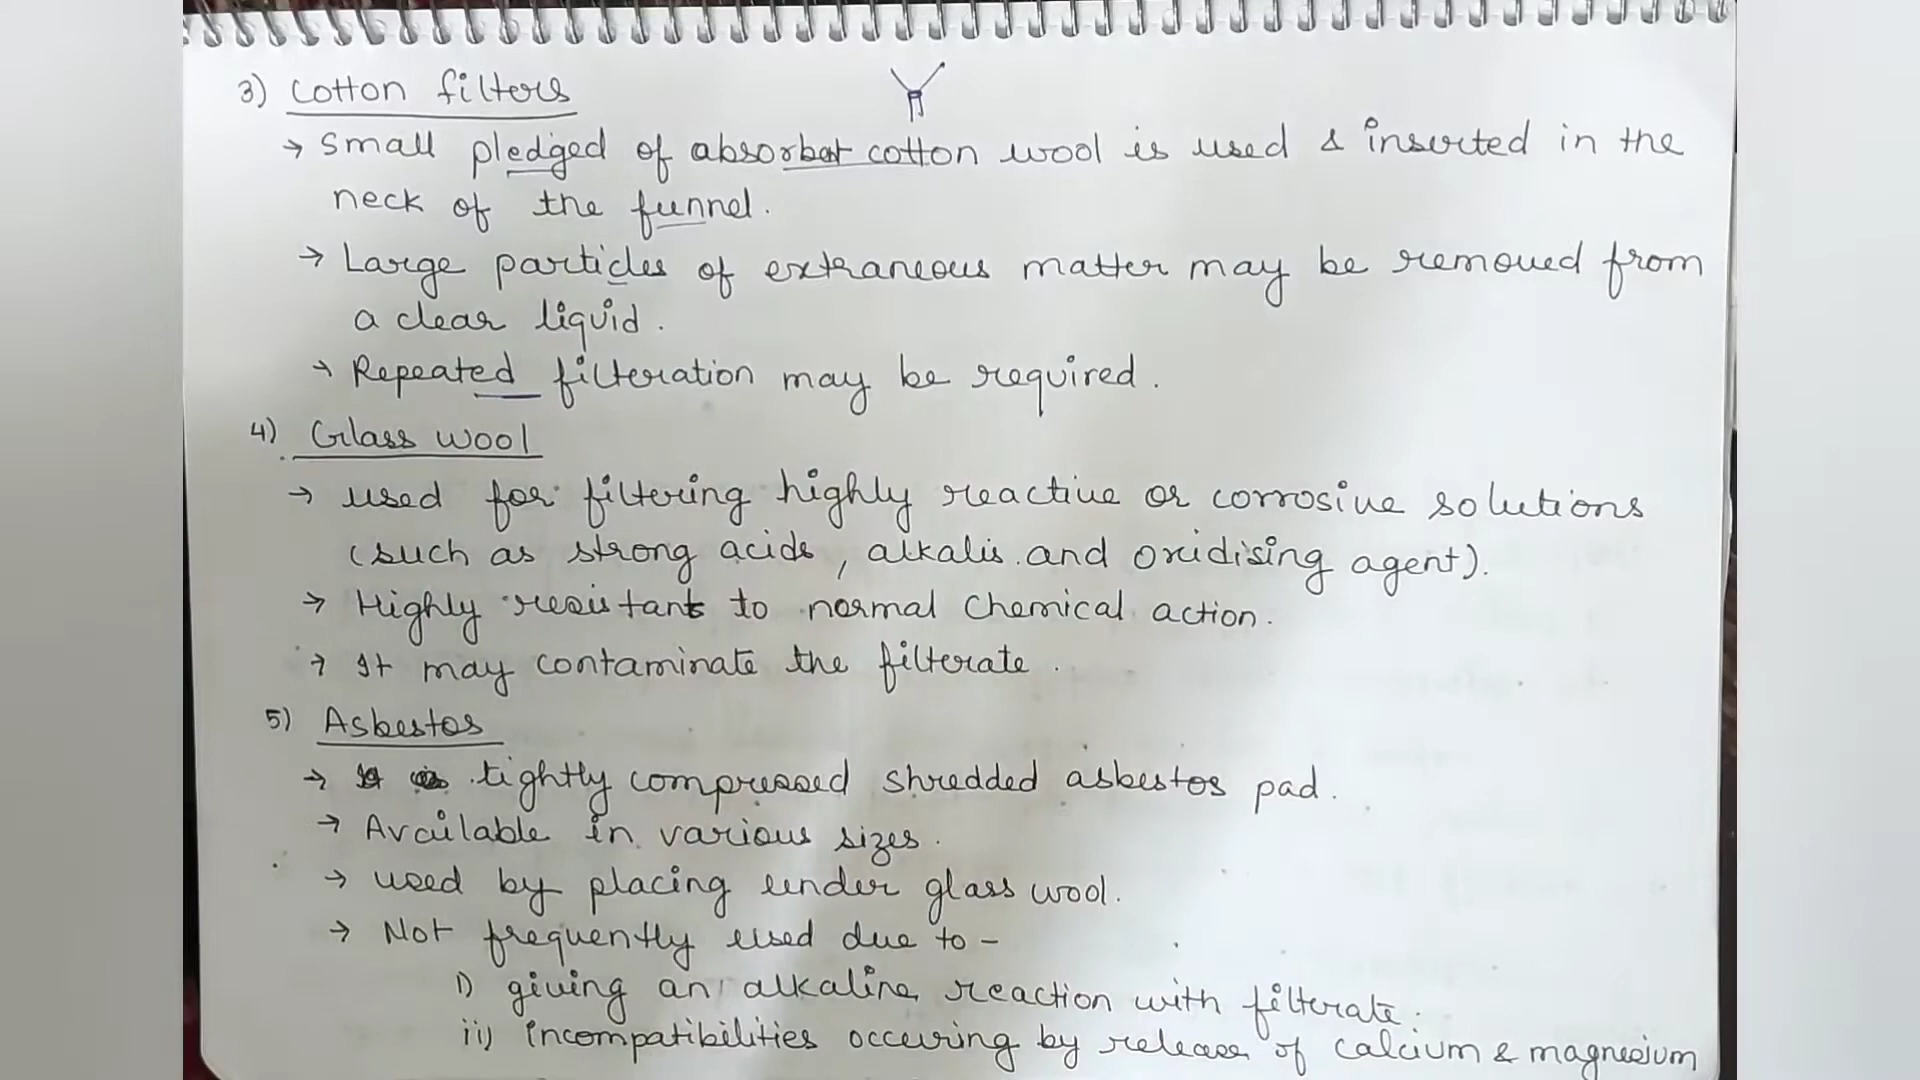 3) Cotton filters
→ Small pledged of absorbat cotton wool is used & inserted in the
neck of the funnel.
→ Large particles of extraneous matter may be removed from
a clear liquid.
→ Repeated filteration may be required.
4) Glass wool
→ used for filtering highly reactive or corrosive solutions
(such as strong acids, alkalis and oxidising agent).
→ Highly resistant to normal chemical action.
→ It may contaminate the filterate.
5) Asbestos
→ tightly compressed shredded asbestos pad.
→ Available in various sizes.
→ used by placing under glass wool.
→ Not frequently used due to -
i) giving an alkaline reaction with filterate.
ii) incompatibilities occuring by release of calcium & magnesium